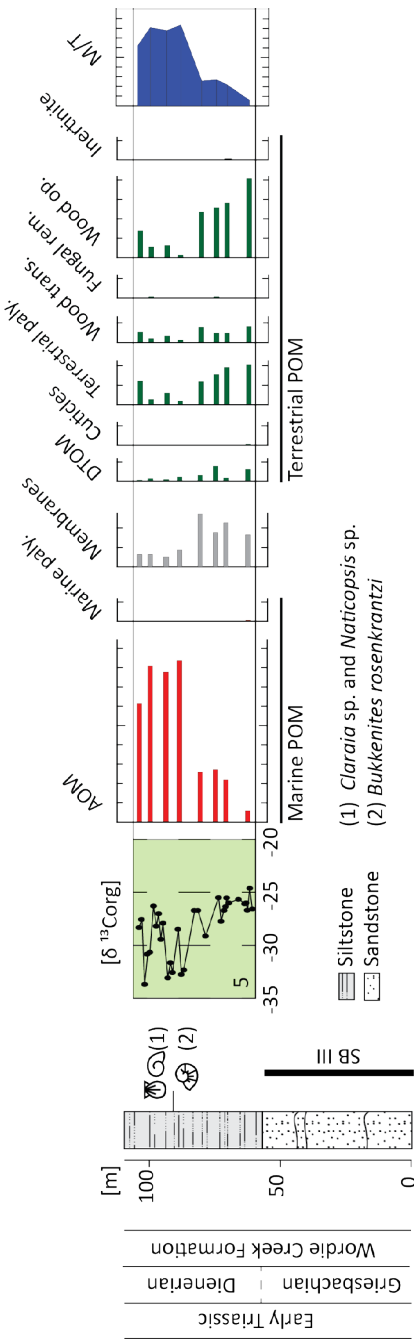 Early Triassic
Griesbachian
Dienerian
Wordie Creek Formation
[m]
100
50
0
(1)
(2)
SB III
Siltstone
Sandstone
(1) Claraia sp. and Naticopsis sp.
(2) Bukkenites rosenkrantzi
[δ ¹³Corg]
-35
-30
-25
-20
5
AOM
Marine paly.
Membranes
DTOM
Cuticles
Terrestrial paly.
Wood trans.
Fungal rem.
Wood op.
Inertinite
M/T
Marine POM
Terrestrial POM